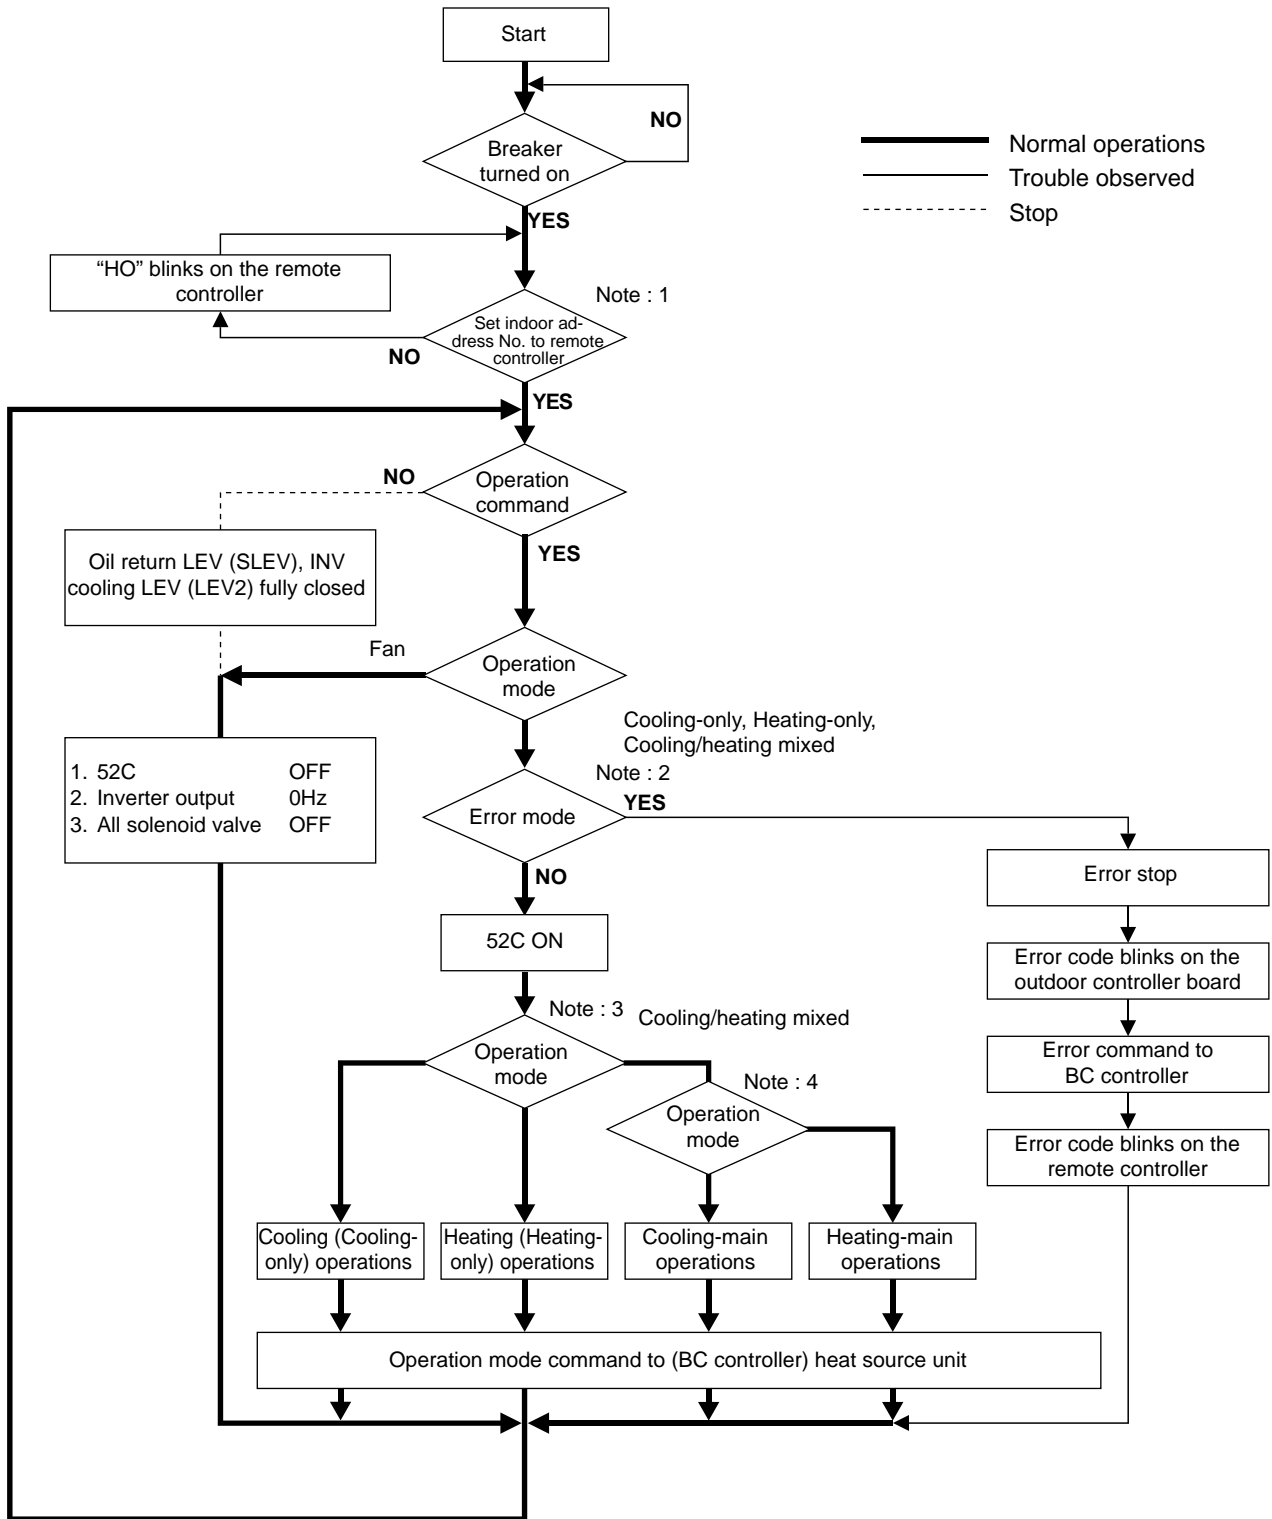 Start
NO
Breaker
turned on
Normal operations
Trouble observed
Stop
YES
"HO" blinks on the remote
controller
Note : 1
Set indoor ad-
dress No. to remote
controller
NO
YES
NO
Operation
command
YES
Oil return LEV (SLEV), INV
cooling LEV (LEV2) fully closed
Fan
Operation
mode
Cooling-only, Heating-only,
Cooling/heating mixed
Note : 2
YES
1. 52C OFF
2. Inverter output 0Hz
3. All solenoid valve OFF
Error mode
NO
Error stop
52C ON
Error code blinks on the
outdoor controller board
Note : 3
Cooling/heating mixed
Operation
mode
Error command to
BC controller
Note : 4
Operation
mode
Error code blinks on the
remote controller
Cooling (Cooling-
only) operations
Heating (Heating-
only) operations
Cooling-main
operations
Heating-main
operations
Operation mode command to (BC controller) heat source unit